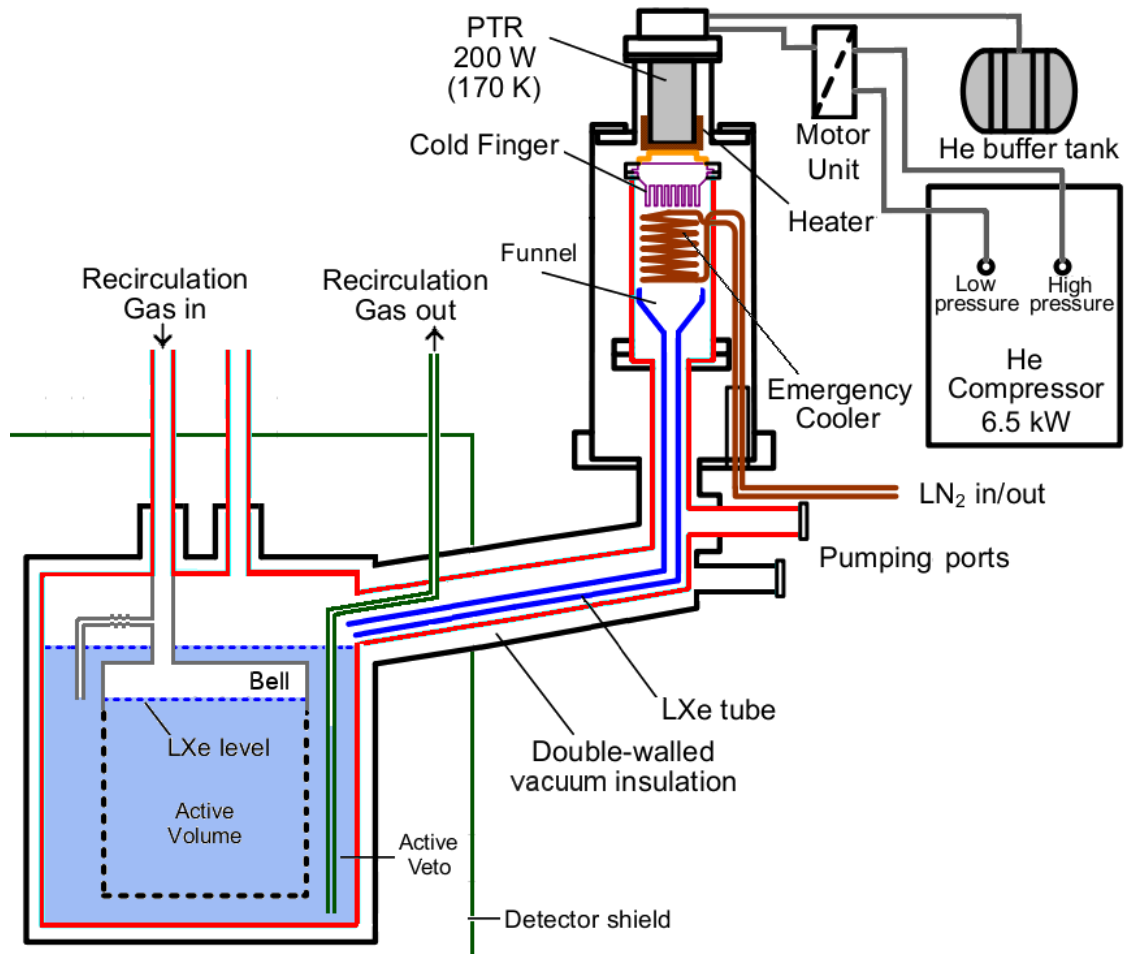 PTR
200 W
(170 K)
Cold Finger
Motor
Unit
He buffer tank
Heater
Funnel
Low
pressure
High
pressure
He
Compressor
6.5 kW
Recirculation
Gas in
Recirculation
Gas out
Emergency
Cooler
LN₂ in/out
Pumping ports
Bell
LXe level
LXe tube
Double-walled
vacuum insulation
Active
Volume
Active
Veto
Detector shield